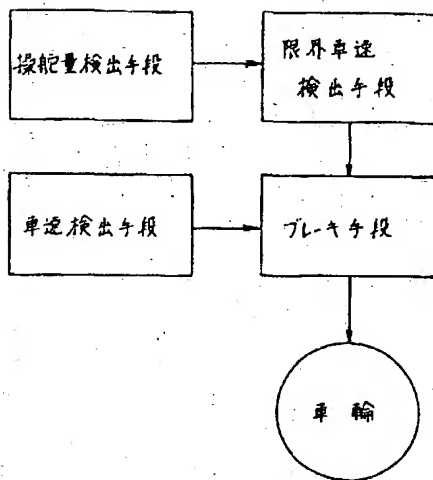 操舵量検出手段
限界車速
検出手段
車速検出手段
ブレーキ手段
車輪